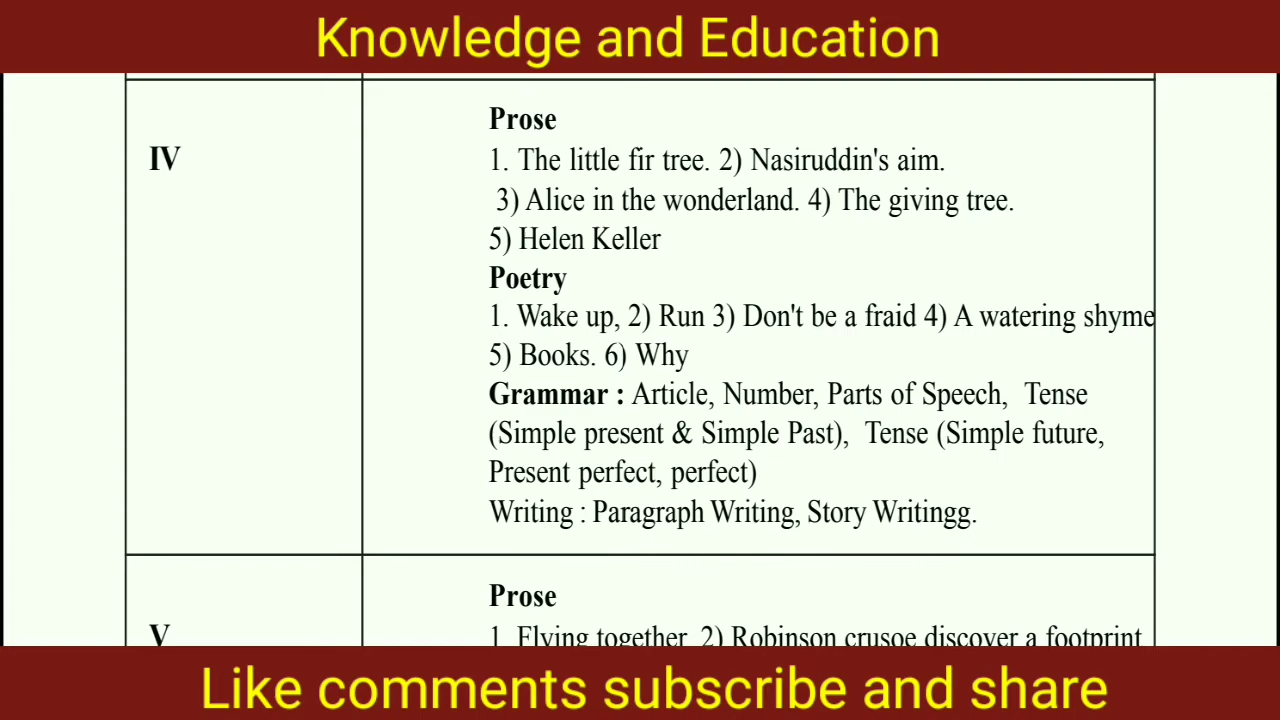 Knowledge and Education
IV
Prose
1. The little fir tree. 2) Nasiruddin's aim.
3) Alice in the wonderland. 4) The giving tree.
5) Helen Keller
Poetry
1. Wake up, 2) Run 3) Don't be a fraid 4) A watering shyme
5) Books. 6) Why
Grammar : Article, Number, Parts of Speech, Tense
(Simple present & Simple Past), Tense (Simple future,
Present perfect, perfect)
Writing : Paragraph Writing, Story Writingg.
Prose
V
1. Flying together. 2) Robinson crusoe discover a footprint
Like comments subscribe and share